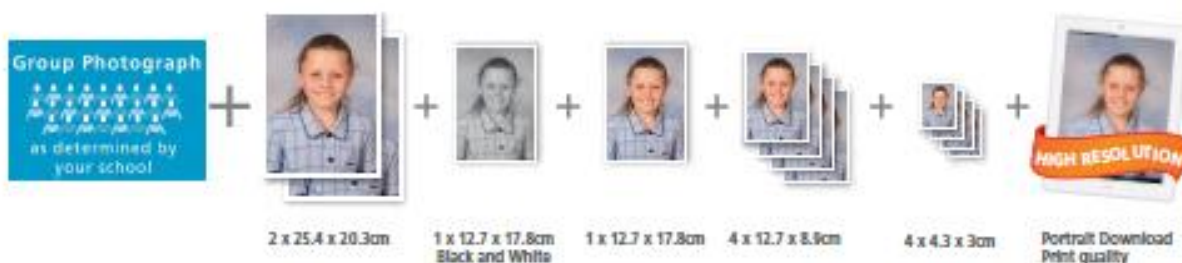 Group Photograph
as determined by
your school
HIGH RESOLUTION
2 x 25.4 x 20.3cm
1 x 12.7 x 17.8cm
Black and White
1 x 12.7 x 17.8cm
4 x 12.7 x 8.9cm
4 x 4.3 x 3cm
Portrait Download
Print quality